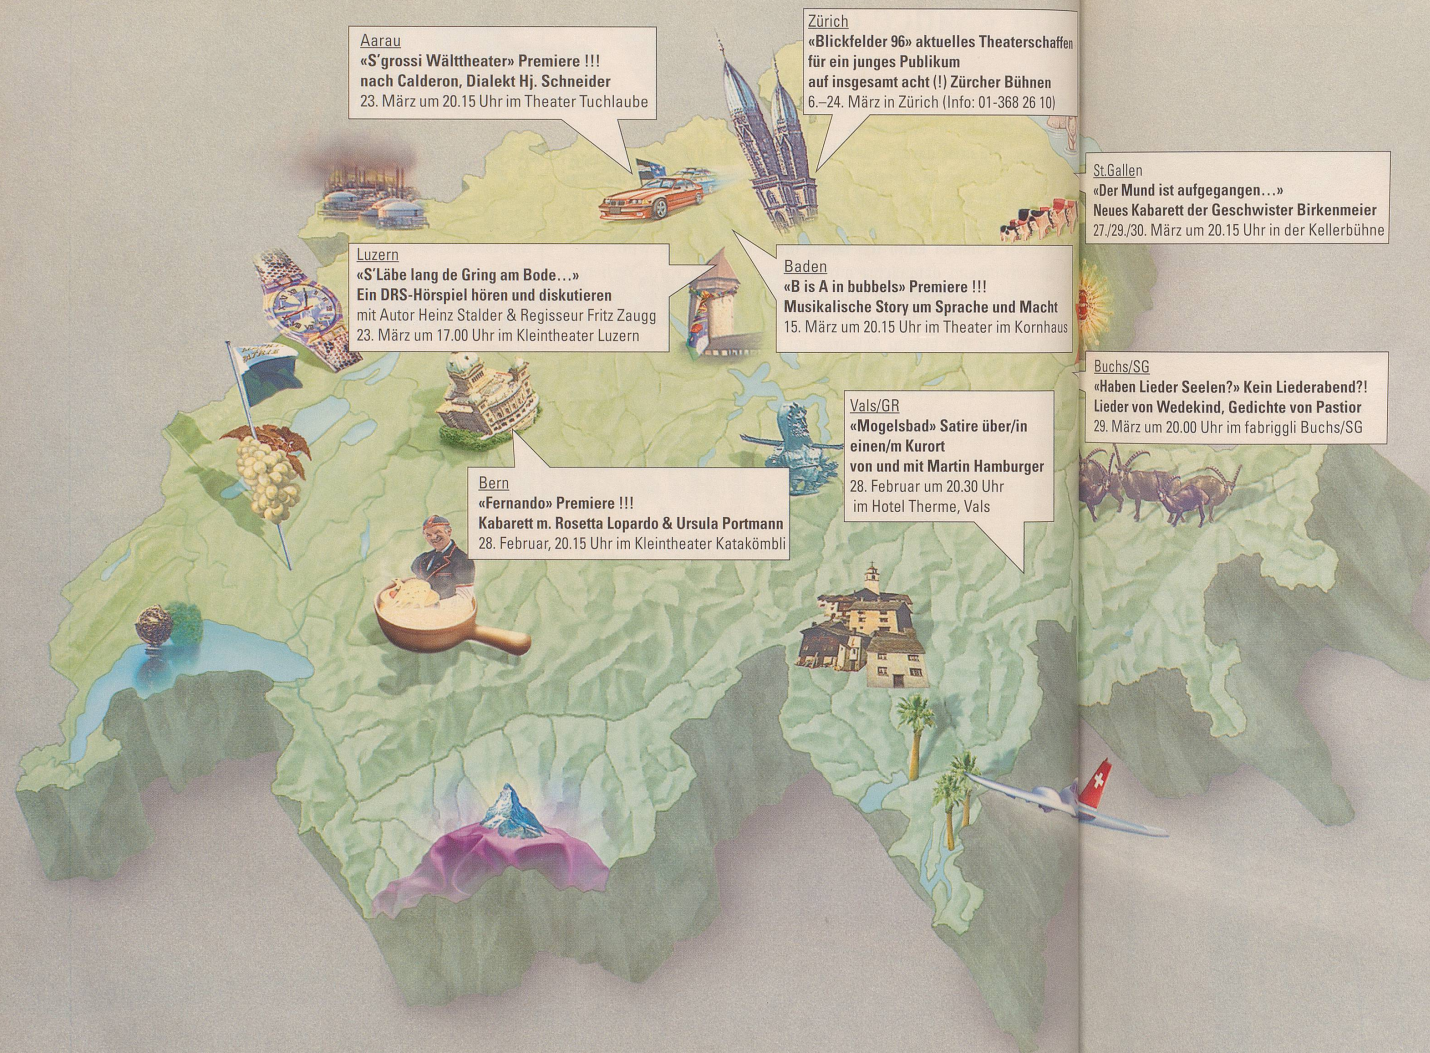 Aarau
«S'grossi Wälttheater» Premiere !!!
nach Calderon, Dialekt Hj. Schneider
23. März um 20.15 Uhr im Theater Tuchlaube
Zürich
«Blickfelder 96» aktuelles Theaterschaffen
für ein junges Publikum
auf insgesamt acht (!) Zürcher Bühnen
6.–24. März in Zürich (Info: 01-368 26 10)
St.Gallen
«Der Mund ist aufgegangen…»
Neues Kabarett der Geschwister Birkenmeier
27./29./30. März um 20.15 Uhr in der Kellerbühne
Luzern
«S'Läbe lang de Gring am Bode…»
Ein DRS-Hörspiel hören und diskutieren
mit Autor Heinz Stalder & Regisseur Fritz Zaugg
23. März um 17.00 Uhr im Kleintheater Luzern
Baden
«B is A in bubbels» Premiere !!!
Musikalische Story um Sprache und Macht
15. März um 20.15 Uhr im Theater im Kornhaus
Buchs/SG
«Haben Lieder Seelen?» Kein Liederabend?!
Lieder von Wedekind, Gedichte von Pastior
29. März um 20.00 Uhr im fabriggli Buchs/SG
Vals/GR
«Mogelsbad» Satire über/in
einen/m Kurort
von und mit Martin Hamburger
28. Februar um 20.30 Uhr
im Hotel Therme, Vals
Bern
«Fernando» Premiere !!!
Kabarett m. Rosetta Lopardo & Ursula Portmann
28. Februar, 20.15 Uhr im Kleintheater Katakömbli
PATRIE